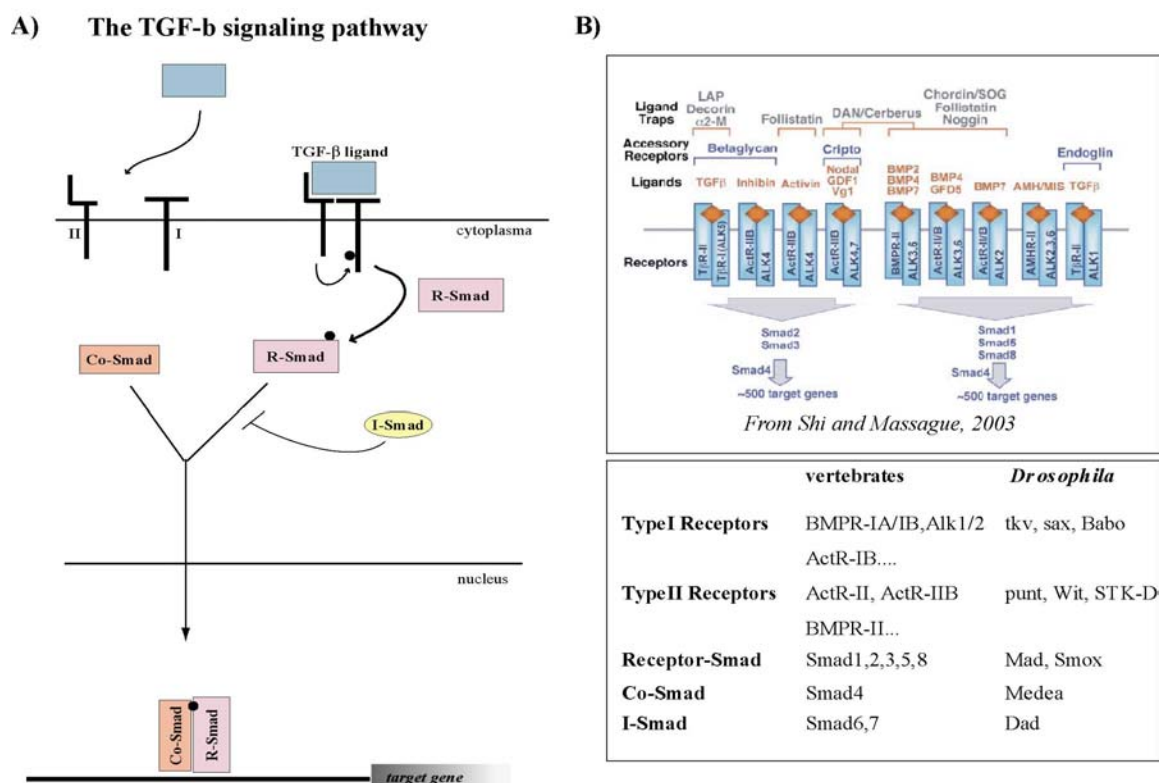 A) The TGF-b signaling pathway
TGF-β ligand
II
I
cytoplasma
R-Smad
Co-Smad
R-Smad
I-Smad
nucleus
Co-Smad
R-Smad
target gene
B)
Ligand Traps
LAP
Decorin
α2-M
Follistatin
DAN/Cerberus
Chordin/SOG
Follistatin
Noggin
Accessory Receptors
Betaglycan
Cripto
Endoglin
Ligands
TGFβ
Inhibin
Activin
Nodal
GDF1
Vg1
BMP2
BMP4
BMP7
BMP4
GFD5
BMP7
AMH/MIS
TGFβ
Receptors
TβR-II
TβR-I(ALK5)
ActR-IIB
ALK4
ActR-IIB
ALK4
ActR-IIB
ALK4,7
BMPR-II
ALK3,6
ActR-II/B
ALK3,6
ActR-II/B
ALK2
AMHR-II
ALK2,3,6
TβR-II
ALK1
Smad2
Smad3
Smad4
~500 target genes
Smad1
Smad5
Smad8
Smad4
~500 target genes
From Shi and Massague, 2003
vertebrates Drosophila
TypeI Receptors BMPR-IA/IB,Alk1/2 tkv, sax, Babo
ActR-IB....
TypeII Receptors ActR-II, ActR-IIB punt, Wit, STK-D
BMPR-II...
Receptor-Smad Smad1,2,3,5,8 Mad, Smox
Co-Smad Smad4 Medea
I-Smad Smad6,7 Dad